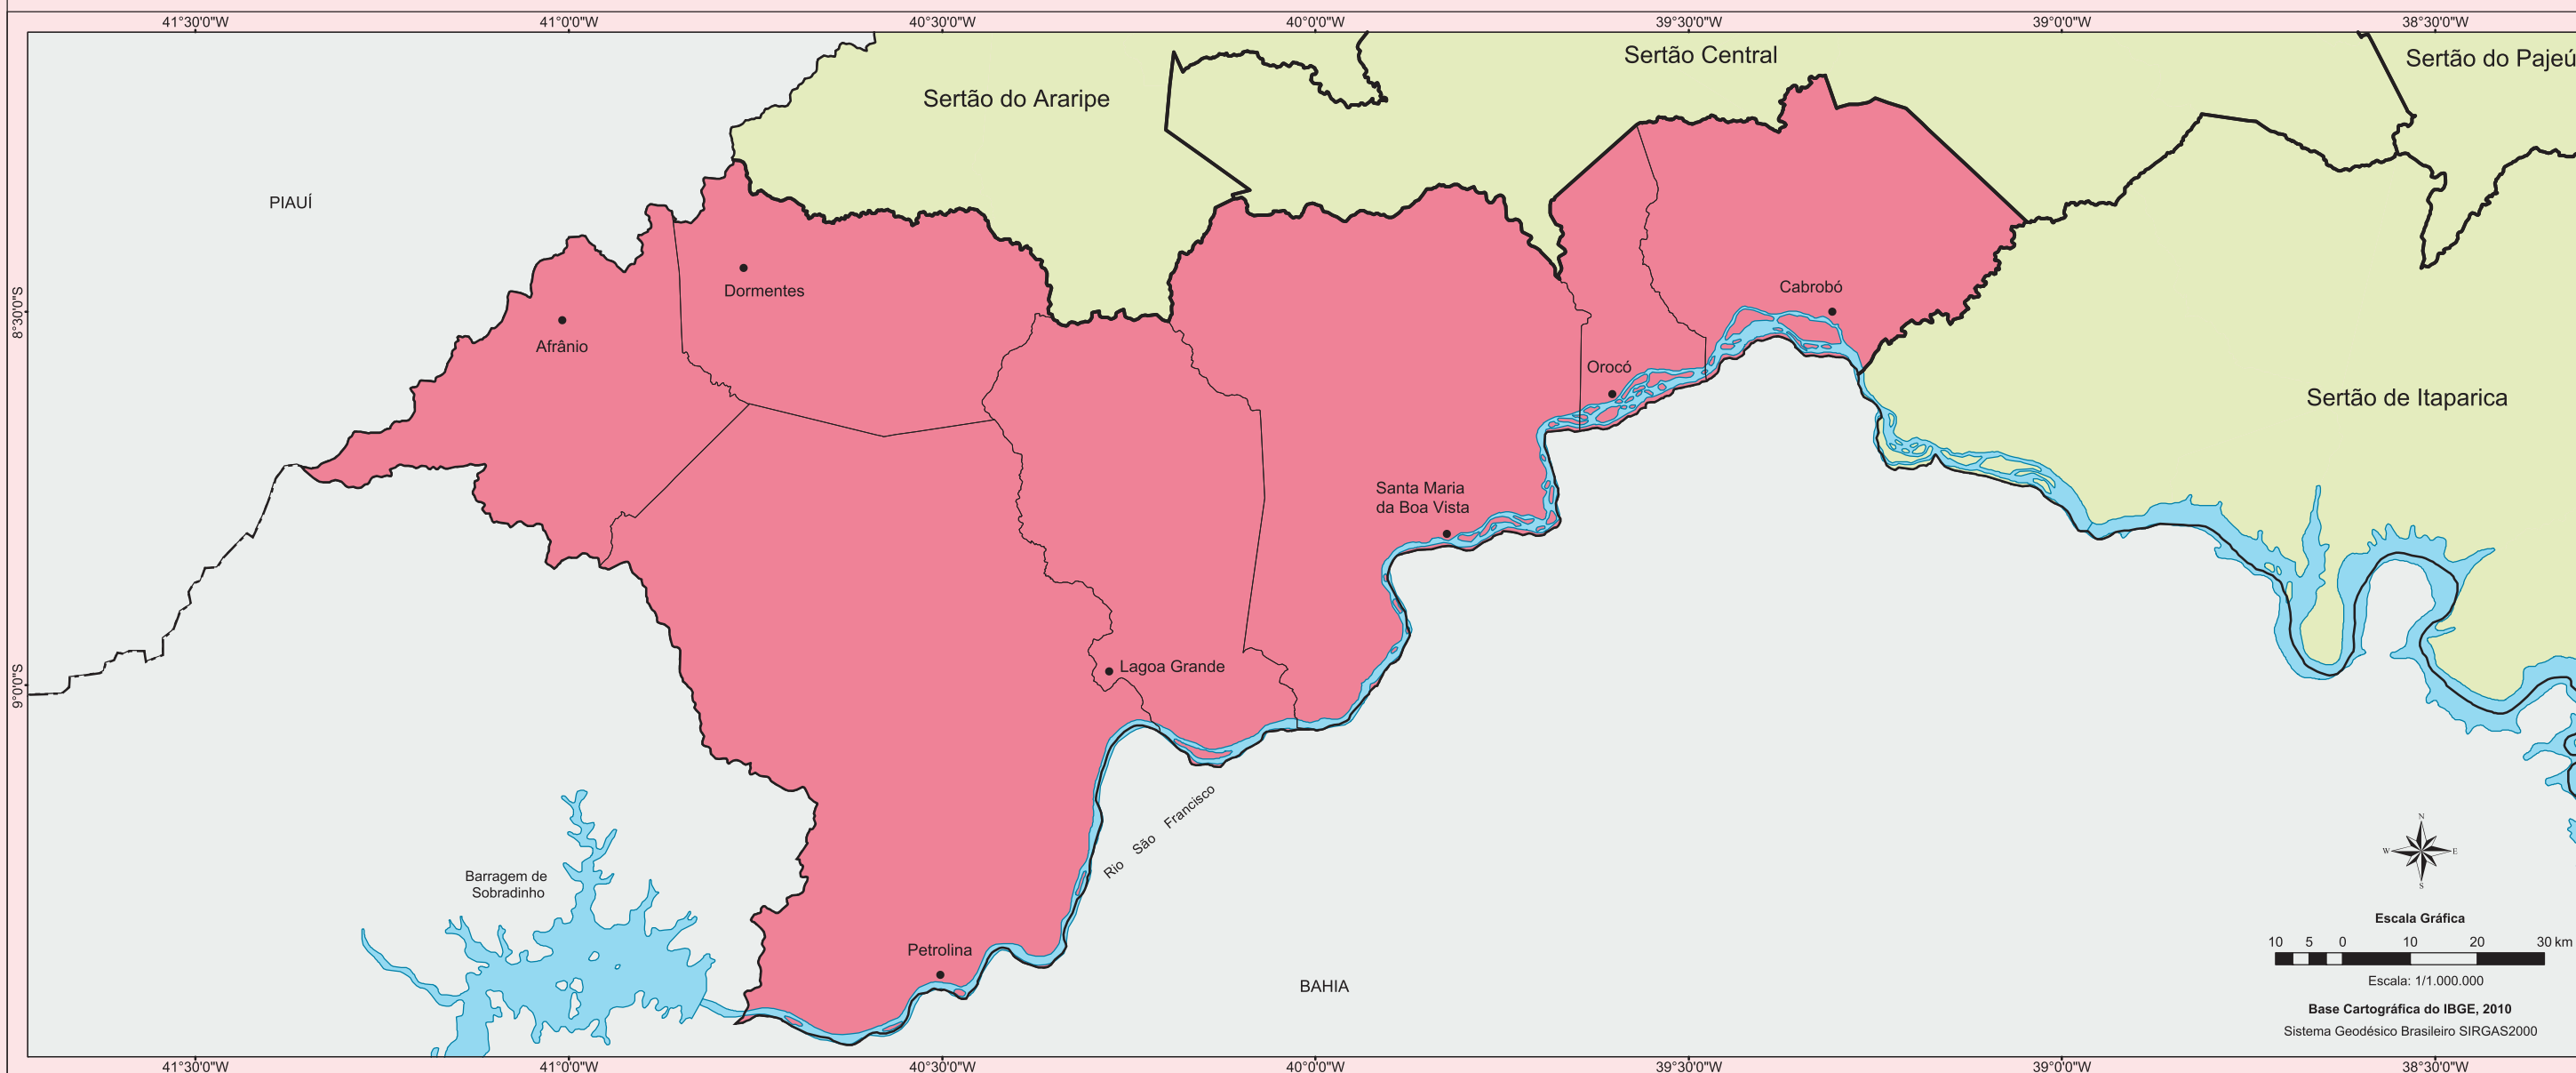 41°30'0"W
41°0'0"W
40°30'0"W
40°0'0"W
39°30'0"W
39°0'0"W
38°30'0"W
Sertão Central
Sertão do Pajeú
Sertão do Araripe
PIAUÍ
Dormentes
Cabrobó
8°30'0"S
Afrânio
Orocó
Sertão de Itaparica
Santa Maria
da Boa Vista
Lagoa Grande
9°0'0"S
Rio São Francisco
Barragem de
Sobradinho
Petrolina
BAHIA
N
W
E
S
Escala Gráfica
10 5 0 10 20 30 km
Escala: 1/1.000.000
Base Cartográfica do IBGE, 2010
Sistema Geodésico Brasileiro SIRGAS2000
41°30'0"W
41°0'0"W
40°30'0"W
40°0'0"W
39°30'0"W
39°0'0"W
38°30'0"W